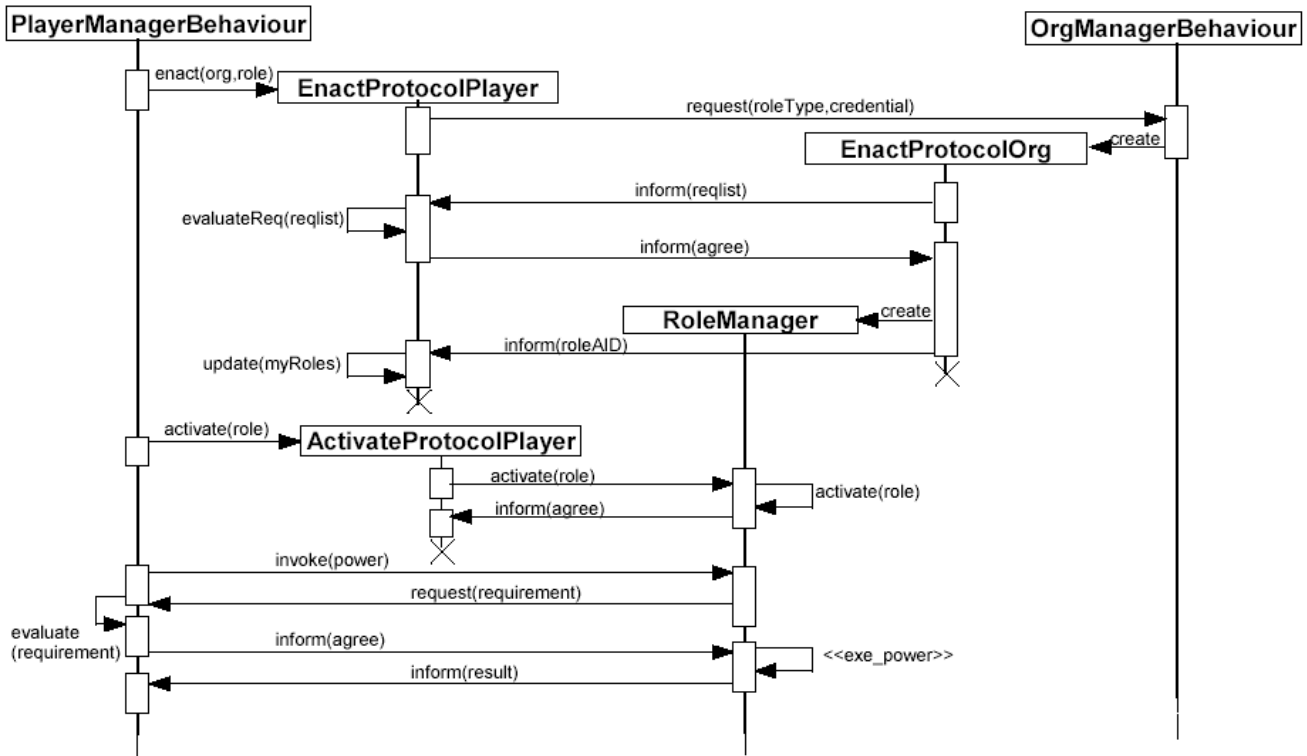 PlayerManagerBehaviour
OrgManagerBehaviour
enact(org,role)
EnactProtocolPlayer
request(roleType,credential)
create
EnactProtocolOrg
inform(reqlist)
evaluateReq(reqlist)
inform(agree)
create
RoleManager
inform(roleAID)
update(myRoles)
activate(role)
ActivateProtocolPlayer
activate(role)
activate(role)
inform(agree)
invoke(power)
request(requirement)
evaluate
(requirement)
inform(agree)
<<exe_power>>
inform(result)